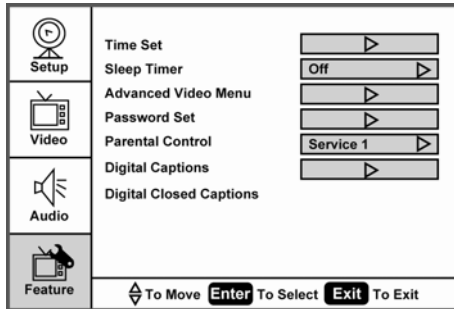 Setup
Video
Audio
Feature
Time Set
Sleep Timer Off
Advanced Video Menu
Password Set
Parental Control Service 1
Digital Captions
Digital Closed Captions
To Move Enter To Select Exit To Exit